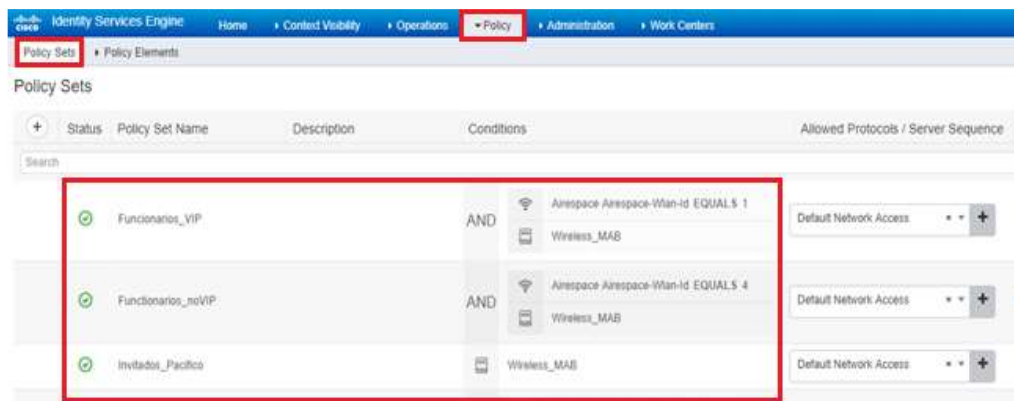 cisco Identity Services Engine Home Context Visibility Operations Policy Administration Work Centers
Policy Sets Policy Elements
Policy Sets
+ Status Policy Set Name Description Conditions Allowed Protocols / Server Sequence
Search
Funcionarios_VIP AND Airespace Airespace-Wlan-Id EQUALS 1 Default Network Access +
Wireless_MAB
Functionarios_noVIP AND Airespace Airespace-Wlan-Id EQUALS 4 Default Network Access +
Wireless_MAB
Invitados_Pacifico Wireless_MAB Default Network Access +